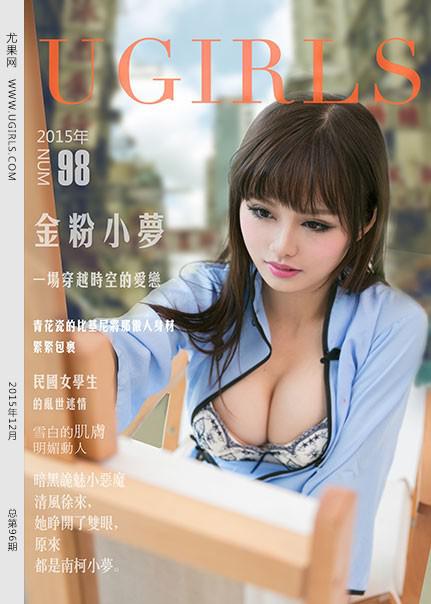 UGIRLS
尤果网 WWW.UGIRLS.COM
2015年
NUM 98
金粉小夢
一場穿越時空的愛戀
青花瓷的比基尼將那傲人身材
緊緊包裹
民國女學生
的亂世迷情
雪白的肌膚
明媚動人
暗黑詭魅小惡魔
清風徐來,
她睁開了雙眼,
原來
都是南柯小夢。
2015年12月
总第96期